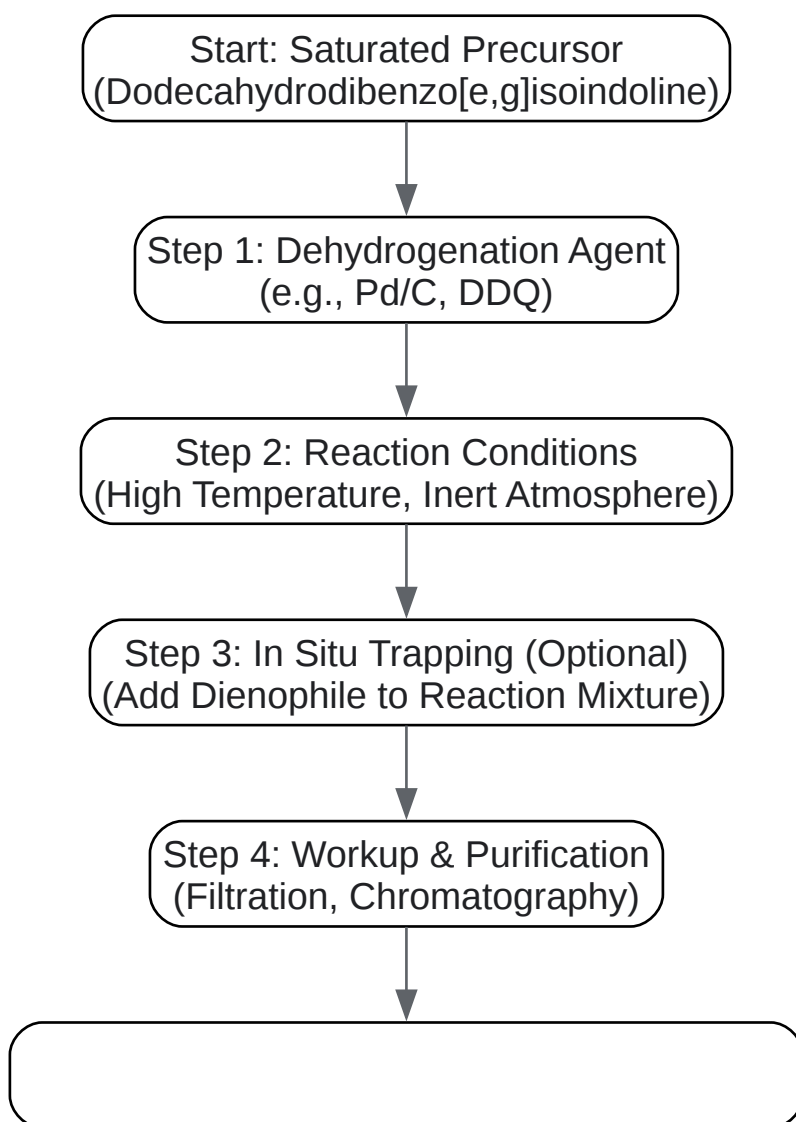 Start: Saturated Precursor
(Dodecahydrodibenzo[e,g]isoindoline)
Step 1: Dehydrogenation Agent
(e.g., Pd/C, DDQ)
Step 2: Reaction Conditions
(High Temperature, Inert Atmosphere)
Step 3: In Situ Trapping (Optional)
(Add Dienophile to Reaction Mixture)
Step 4: Workup & Purification
(Filtration, Chromatography)